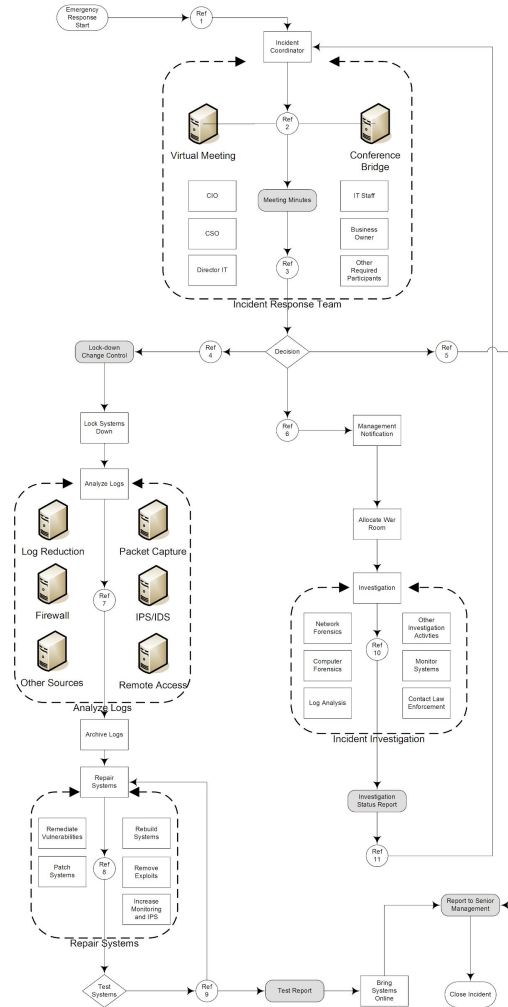 Emergency
Response
Start
Ref
1
Incident
Coordinator
Ref
2
Virtual Meeting
Conference
Bridge
CIO
Meeting Minutes
IT Staff
CSO
Business
Owner
Director IT
Ref
3
Other
Required
Participants
Incident Response Team
Lock-down
Change Control
Ref
4
Decision
Ref
5
Lock Systems
Down
Ref
6
Management
Notification
Analyze Logs
Log Reduction
Packet Capture
Allocate War
Room
Firewall
Ref
7
IPS/IDS
Investigation
Other Sources
Remote Access
Analyze Logs
Network
Forensics
Ref
10
Other
Investigation
Activties
Computer
Forensics
Monitor
Systems
Log Analysis
Contact Law
Enforcement
Incident Investigation
Archive Logs
Repair
Systems
Investigation
Status Report
Remediate
Vulnerabilities
Rebuild
Systems
Ref
11
Patch
Systems
Ref
8
Remove
Exploits
Increase
Monitoring
and IPS
Repair Systems
Report to Senior
Management
Test
Systems
Ref
9
Test Report
Bring
Systems
Online
Close Incident